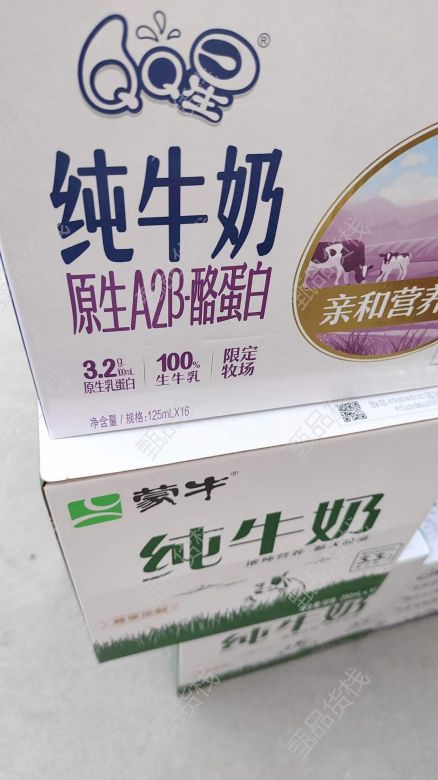 QQ星®
纯牛奶
原生A2β-酪蛋白
亲和营养
3.2g/100mL
原生乳蛋白
100%
生牛乳
限定
牧场
净含量/规格:125mLX16
蒙牛®
纯牛奶
纯牛奶
甄品货栈